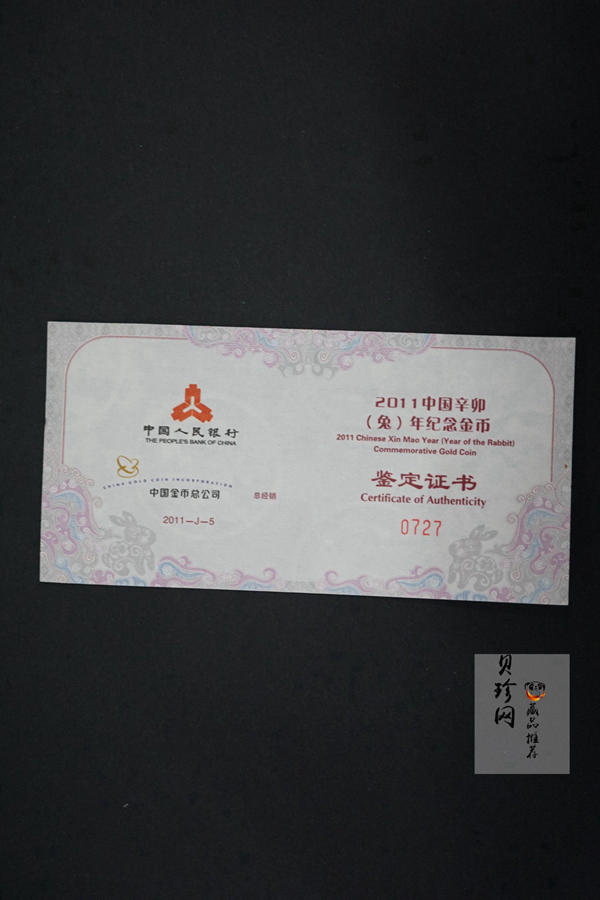 中国人民银行
THE PEOPLE'S BANK OF CHINA
CHINA GOLD COIN INCORPORATION
中国金币总公司
总经销
2011-J-5
2011中国辛卯
（兔）年纪念金币
2011 Chinese Xin Mao Year (Year of the Rabbit)
Commemorative Gold Coin
鉴定证书
Certificate of Authenticity
0727
贝珍网
藏品推荐